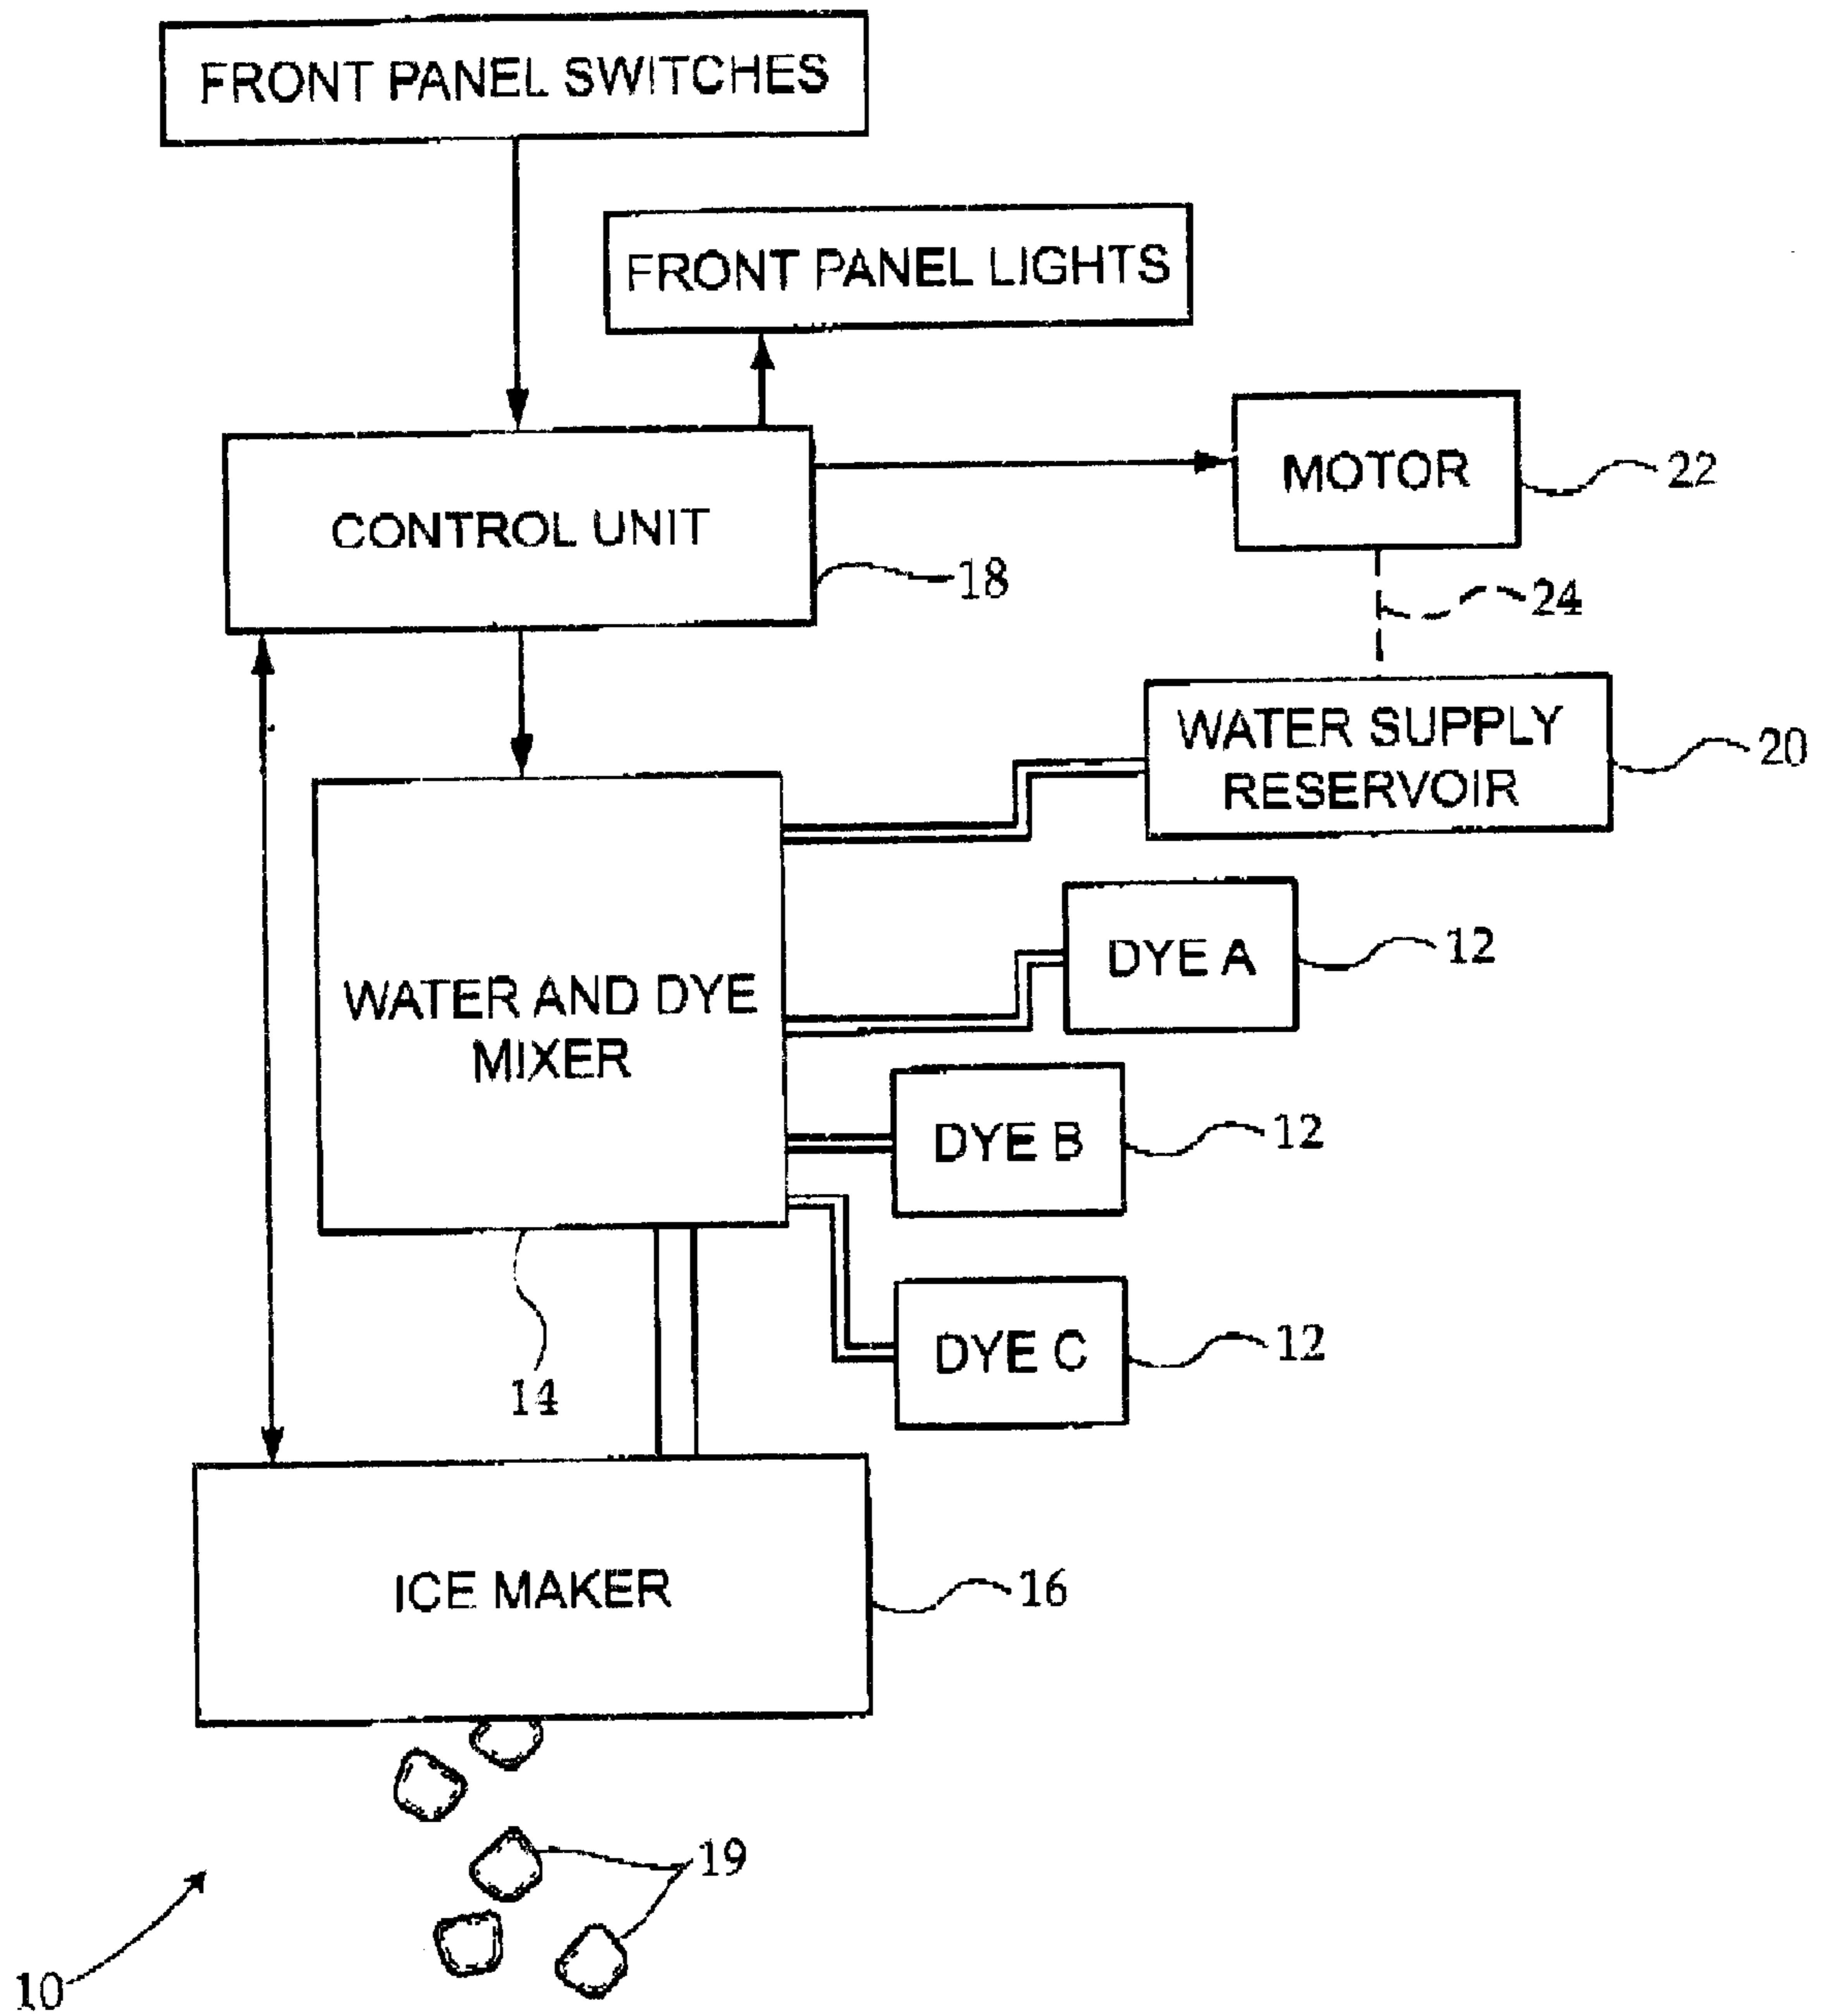 FRONT PANEL SWITCHES
FRONT PANEL LIGHTS
MOTOR
22
CONTROL UNIT
18
24
WATER SUPPLY
RESERVOIR
20
DYE A
12
WATER AND DYE
MIXER
DYE B
12
DYE C
12
14
ICE MAKER
16
19
10